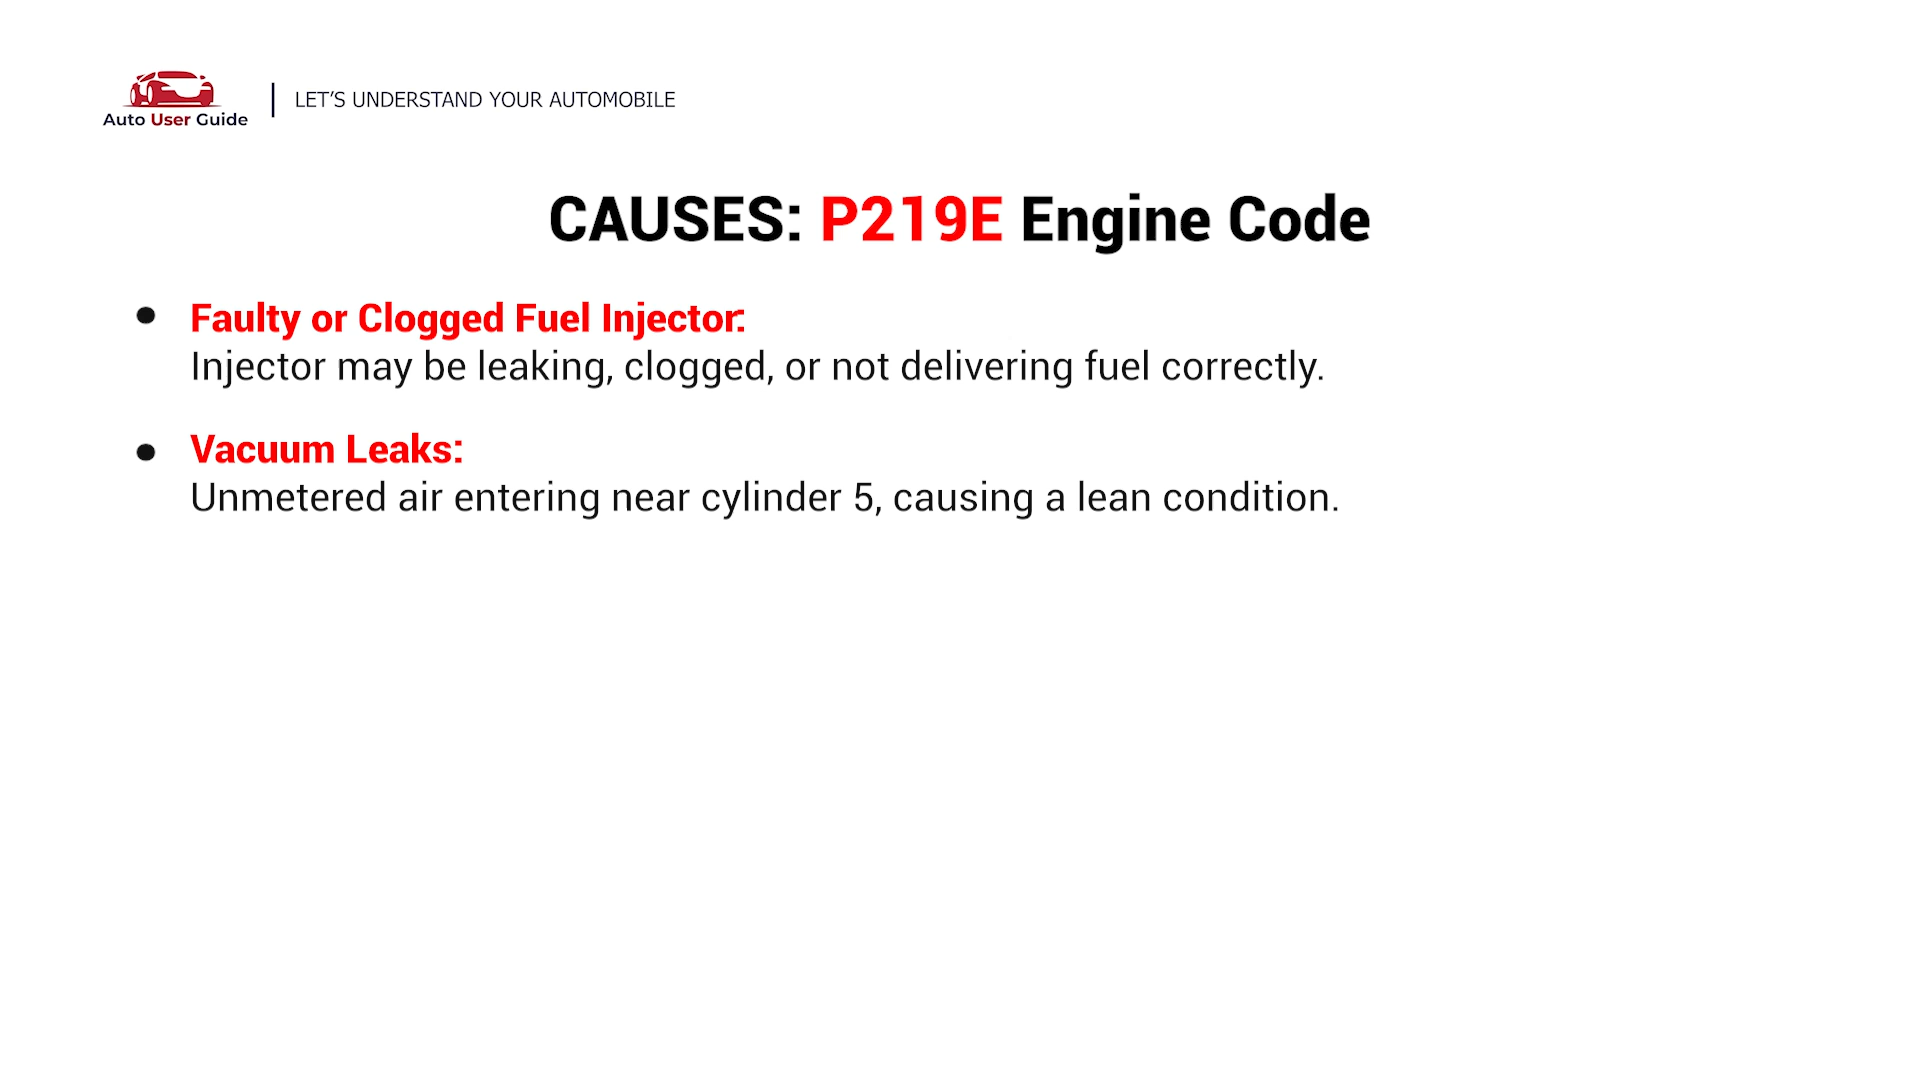 Auto User Guide
LET'S UNDERSTAND YOUR AUTOMOBILE
CAUSES: P219E Engine Code
• Faulty or Clogged Fuel Injector:
Injector may be leaking, clogged, or not delivering fuel correctly.
• Vacuum Leaks:
Unmetered air entering near cylinder 5, causing a lean condition.